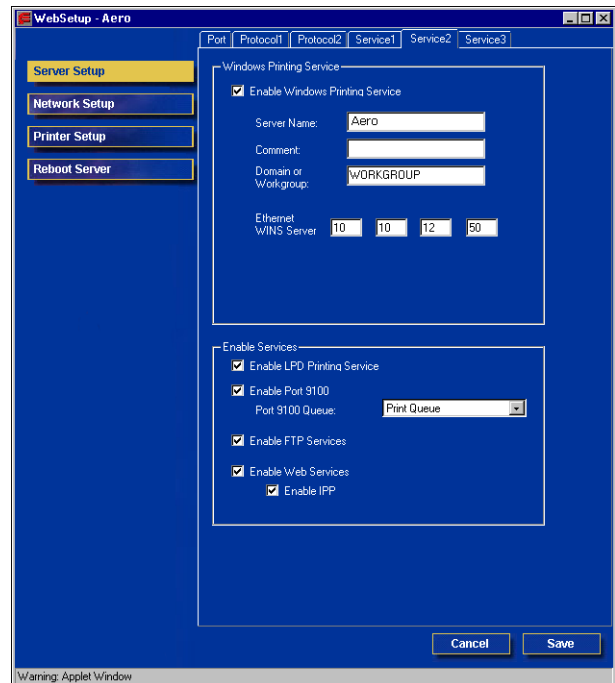 WebSetup - Aero
Port Protocol1 Protocol2 Service1 Service2 Service3
Server Setup
Network Setup
Printer Setup
Reboot Server
Windows Printing Service
Enable Windows Printing Service
Server Name: Aero
Comment:
Domain or
Workgroup: WORKGROUP
Ethernet
WINS Server 10 10 12 50
Enable Services
Enable LPD Printing Service
Enable Port 9100
Port 9100 Queue: Print Queue
Enable FTP Services
Enable Web Services
Enable IPP
Cancel Save
Warning: Applet Window